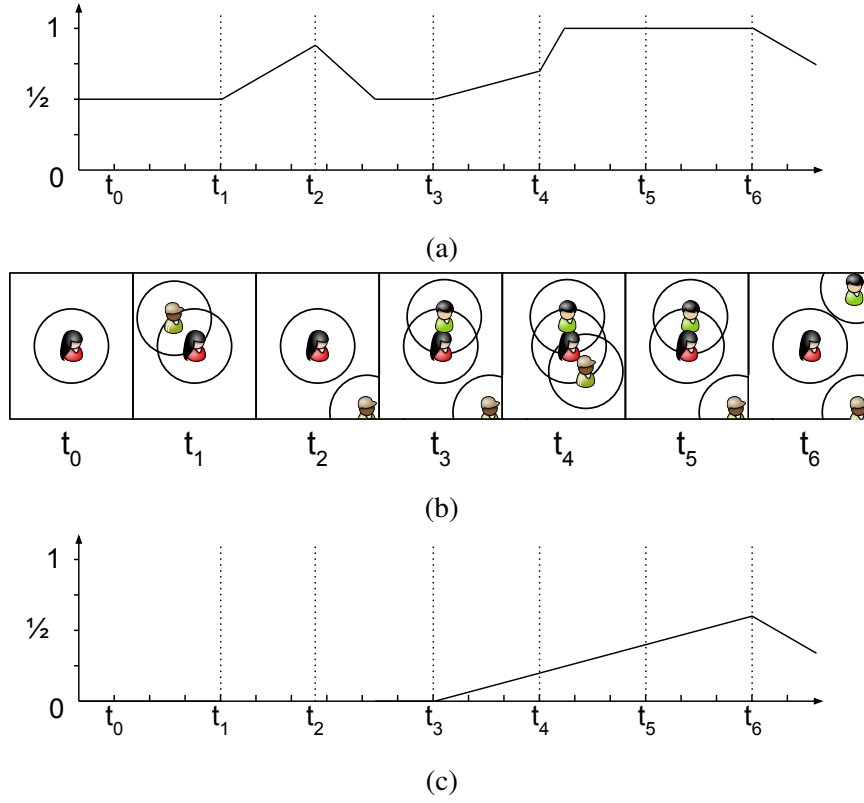 1
½
0
t₀ t₁ t₂ t₃ t₄ t₅ t₆
(a)
t₀ t₁ t₂ t₃ t₄ t₅ t₆
(b)
1
½
0
t₀ t₁ t₂ t₃ t₄ t₅ t₆
(c)